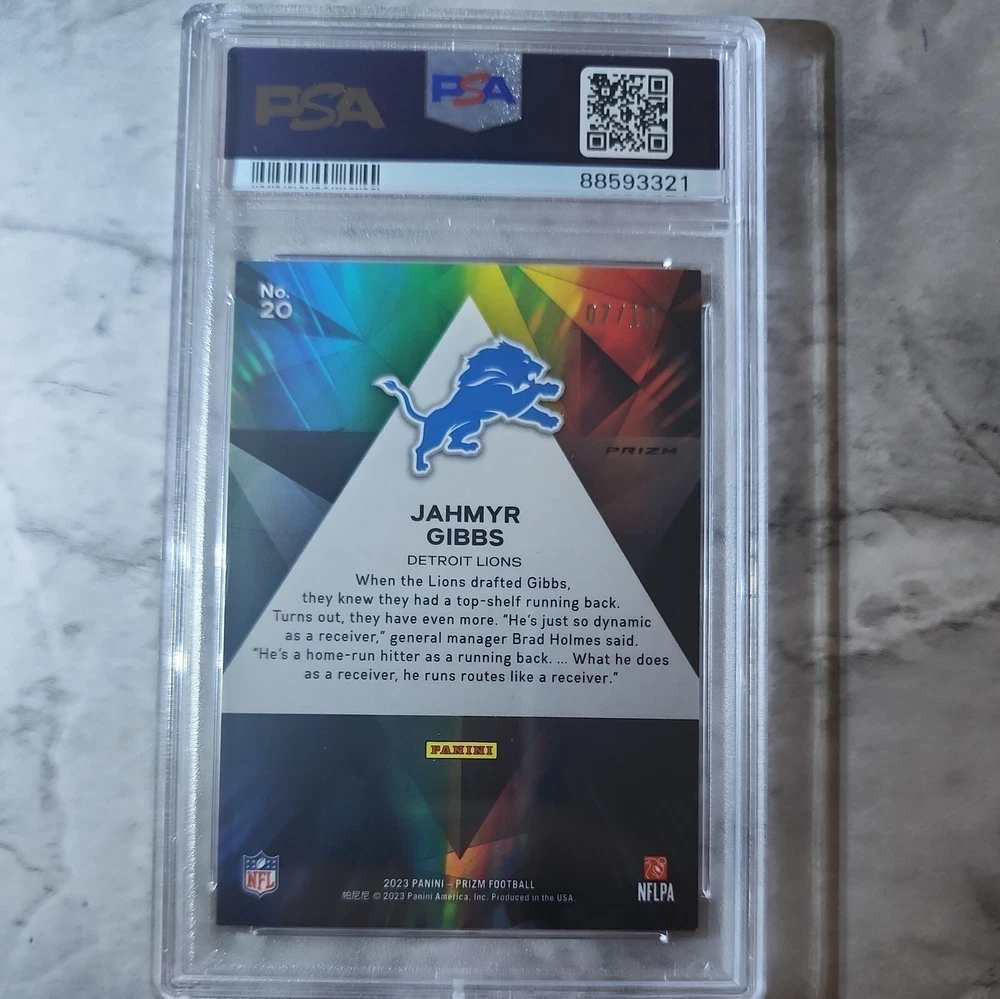 PSA
PSA
88593321
No.
20
PRIZM
JAHMYR
GIBBS
DETROIT LIONS
When the Lions drafted Gibbs,
they knew they had a top-shelf running back.
Turns out, they have even more. “He's just so dynamic
as a receiver,” general manager Brad Holmes said.
“He's a home-run hitter as a running back. ... What he does
as a receiver, he runs routes like a receiver.”
PANINI
NFL
NFLPA
2023 PANINI – PRIZM FOOTBALL
帕尼尼 © 2023 Panini America, Inc. Produced in the USA.